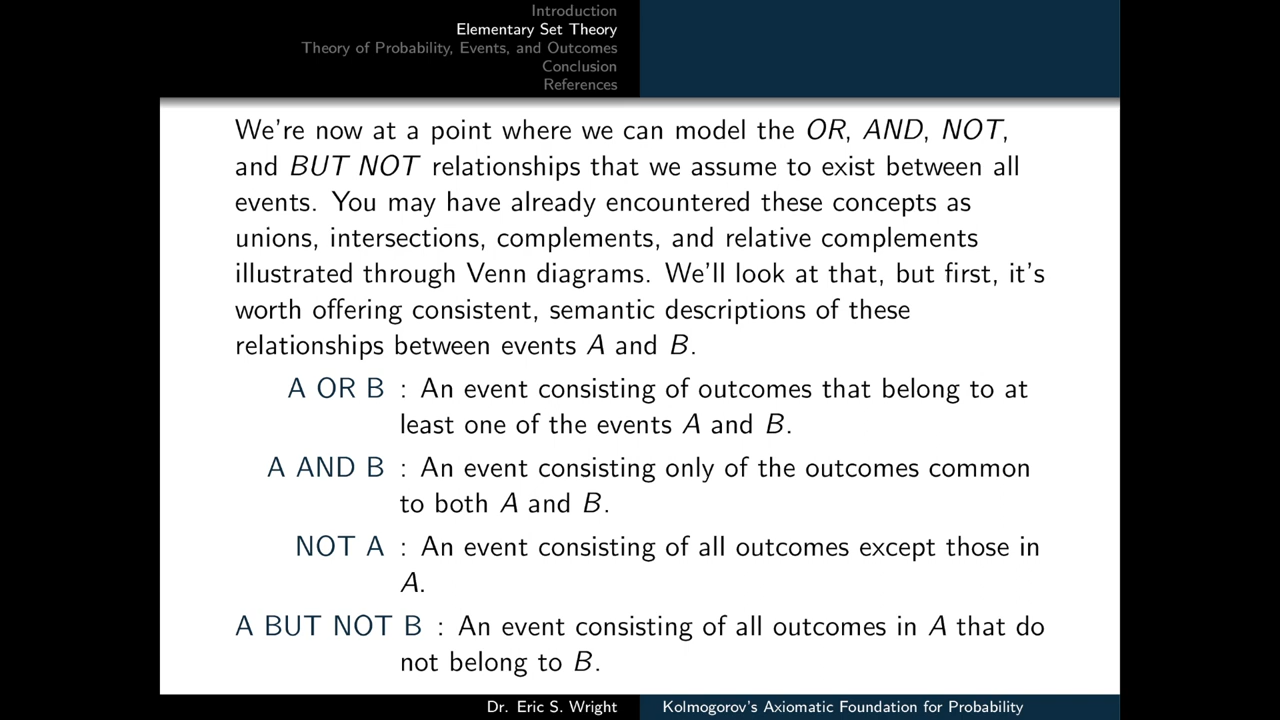 Introduction
Elementary Set Theory
Theory of Probability, Events, and Outcomes
Conclusion
References
We're now at a point where we can model the OR, AND, NOT,
and BUT NOT relationships that we assume to exist between all
events. You may have already encountered these concepts as
unions, intersections, complements, and relative complements
illustrated through Venn diagrams. We'll look at that, but first, it's
worth offering consistent, semantic descriptions of these
relationships between events A and B.
A OR B : An event consisting of outcomes that belong to at
least one of the events A and B.
A AND B : An event consisting only of the outcomes common
to both A and B.
NOT A : An event consisting of all outcomes except those in
A.
A BUT NOT B : An event consisting of all outcomes in A that do
not belong to B.
Dr. Eric S. Wright
Kolmogorov's Axiomatic Foundation for Probability